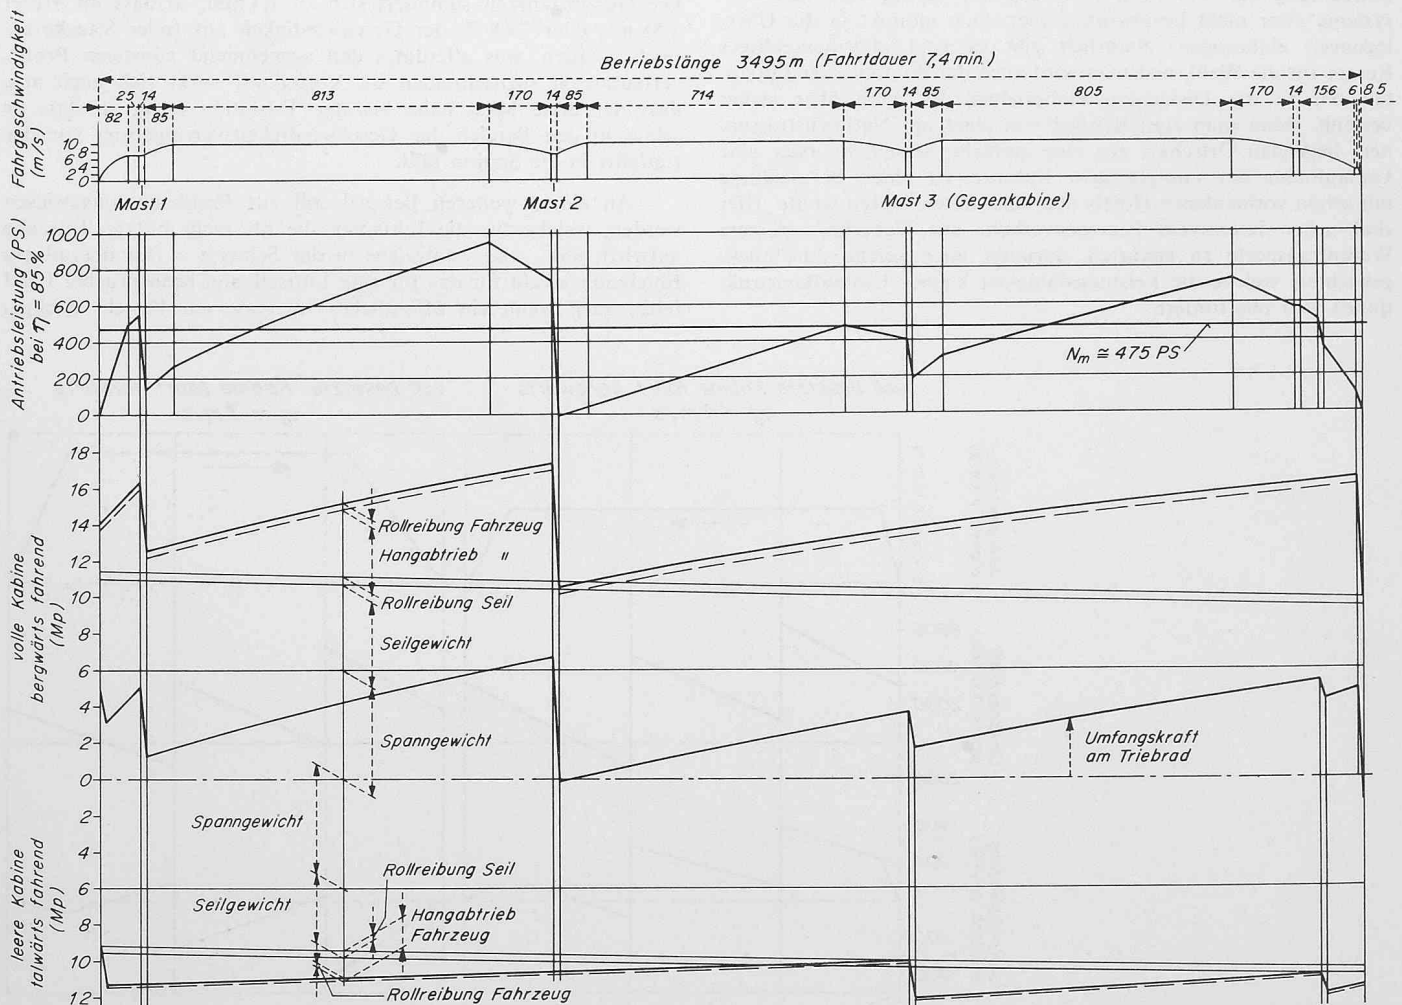 Betriebslänge 3495 m (Fahrtdauer 7,4 min.)
25 14 813 170 14 85 714 170 14 85 805 170 14 156 6 8 5
82 85
Fahrgeschwindigkeit
(m/s)
10
8
6
4
2
0
Mast 1
Mast 2
Mast 3 (Gegenkabine)
Antriebsleistung (PS)
bei η = 85 %
1000
800
600
400
200
0
Nm ≅ 475 PS
volle Kabine
bergwärts fahrend
(Mp)
18
16
14
12
10
8
6
4
2
0
Rollreibung Fahrzeug
Hangabtrieb "
Rollreibung Seil
Seilgewicht
Spanngewicht
Umfangskraft
am Triebrad
leere Kabine
talwärts fahrend
(Mp)
2
4
6
8
10
12
Spanngewicht
Seilgewicht
Rollreibung Seil
Hangabtrieb
Fahrzeug
Rollreibung Fahrzeug